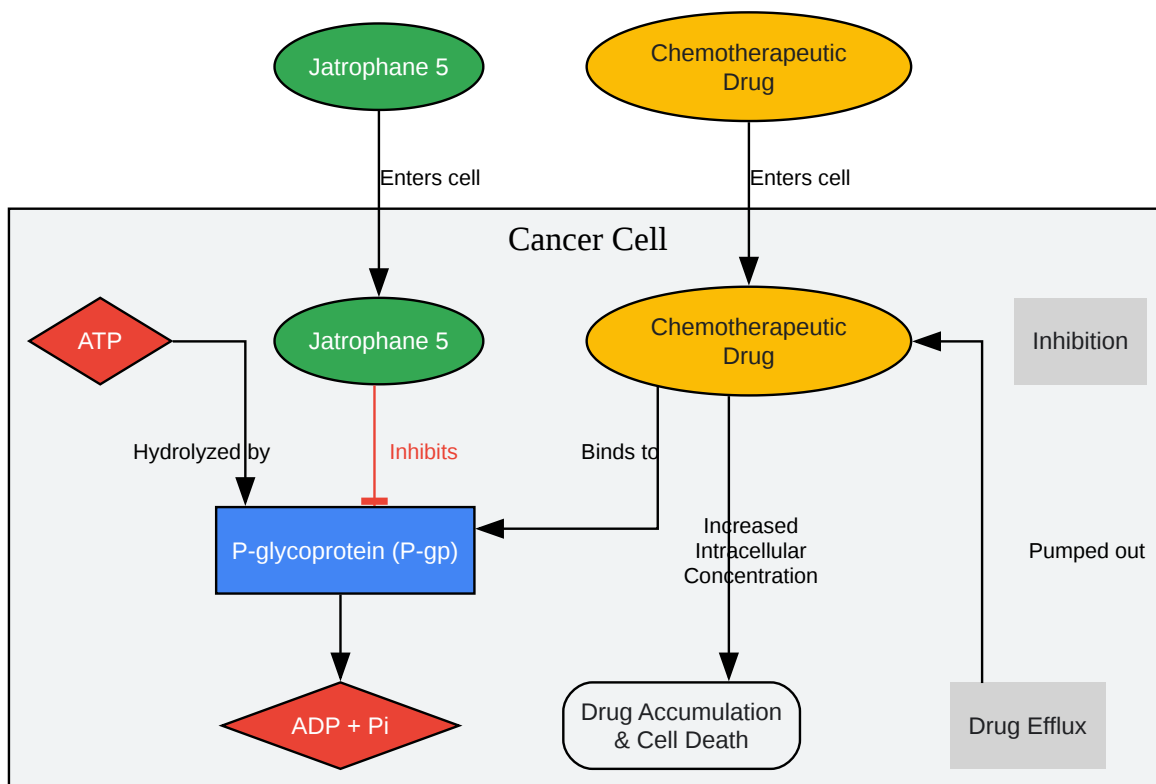 Jatrophane 5
Chemotherapeutic
Drug
Enters cell
Enters cell
Cancer Cell
ATP
Jatrophane 5
Chemotherapeutic
Drug
Inhibition
Hydrolyzed by
Inhibits
Binds to
P-glycoprotein (P-gp)
Increased
Intracellular
Concentration
Pumped out
ADP + Pi
Drug Accumulation
& Cell Death
Drug Efflux